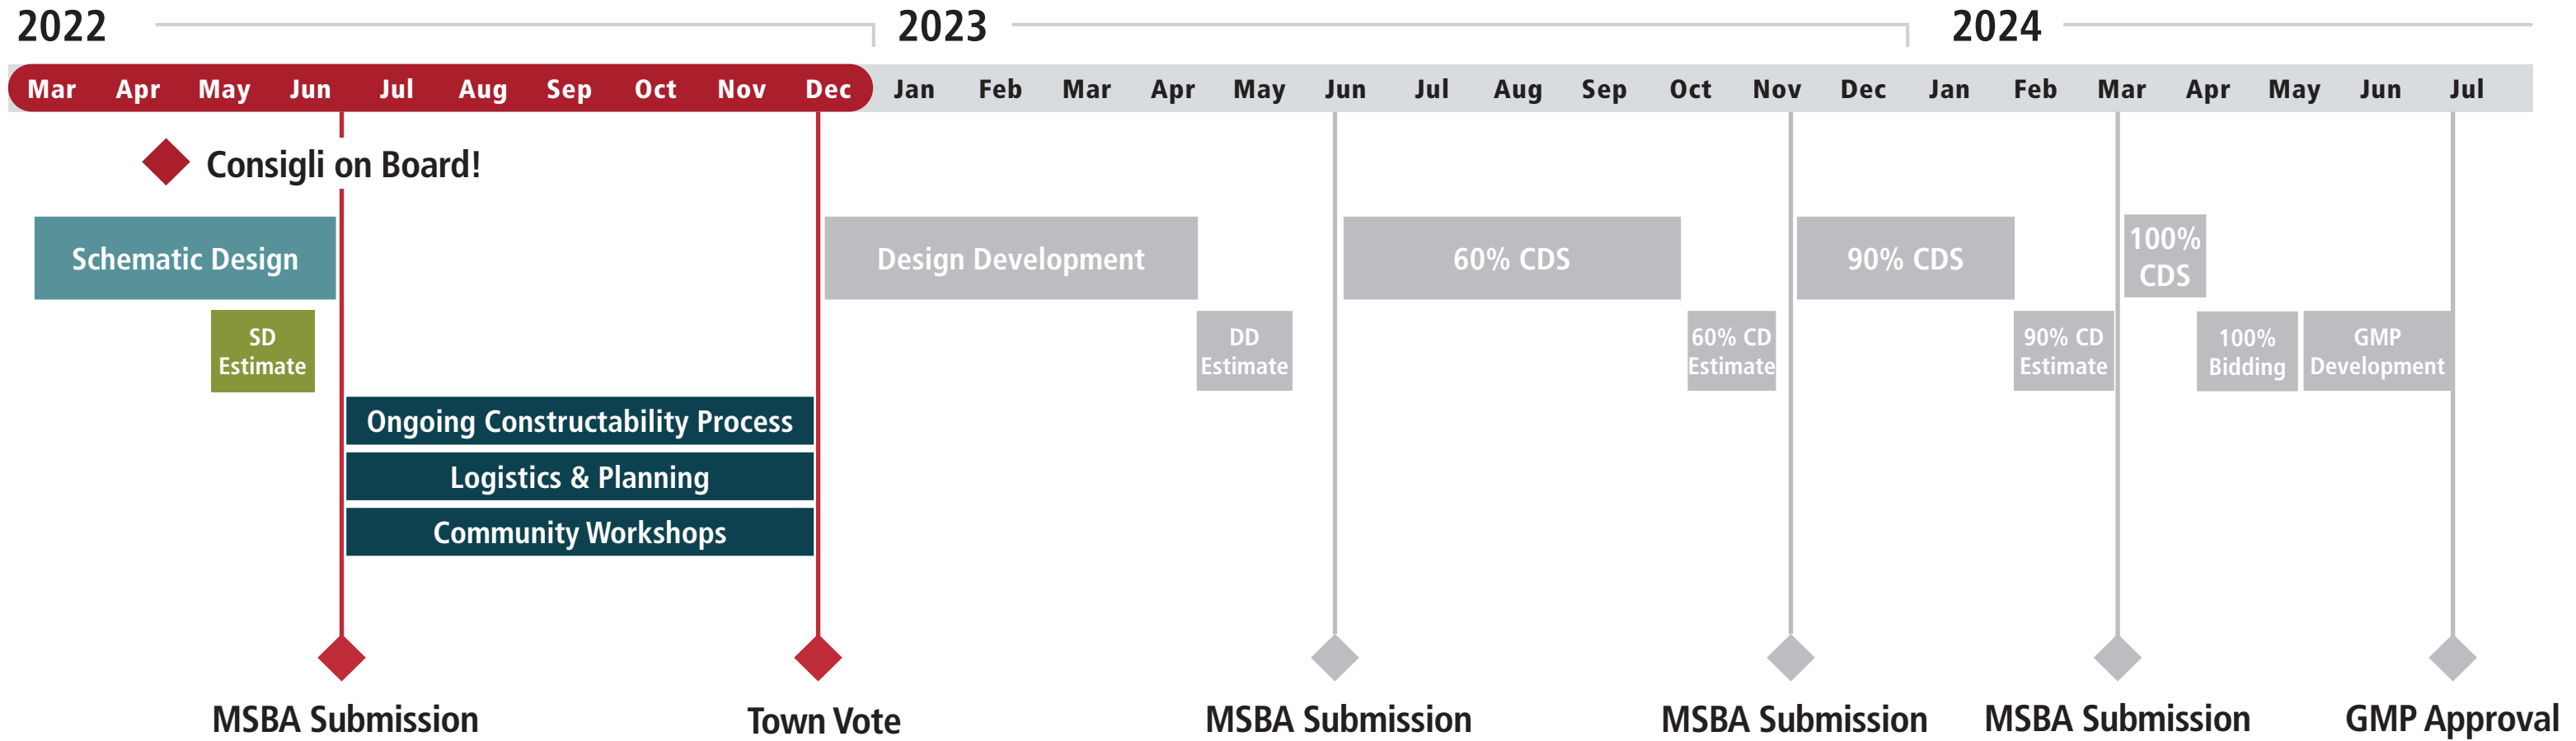 2022
2023
2024
Mar Apr May Jun Jul Aug Sep Oct Nov Dec Jan Feb Mar Apr May Jun Jul Aug Sep Oct Nov Dec Jan Feb Mar Apr May Jun Jul
Consigli on Board!
Schematic Design
Design Development
60% CDS
90% CDS
100%
CDS
SD
Estimate
DD
Estimate
60% CD
Estimate
90% CD
Estimate
100%
Bidding
GMP
Development
Ongoing Constructability Process
Logistics & Planning
Community Workshops
MSBA Submission
Town Vote
MSBA Submission
MSBA Submission
MSBA Submission
GMP Approval